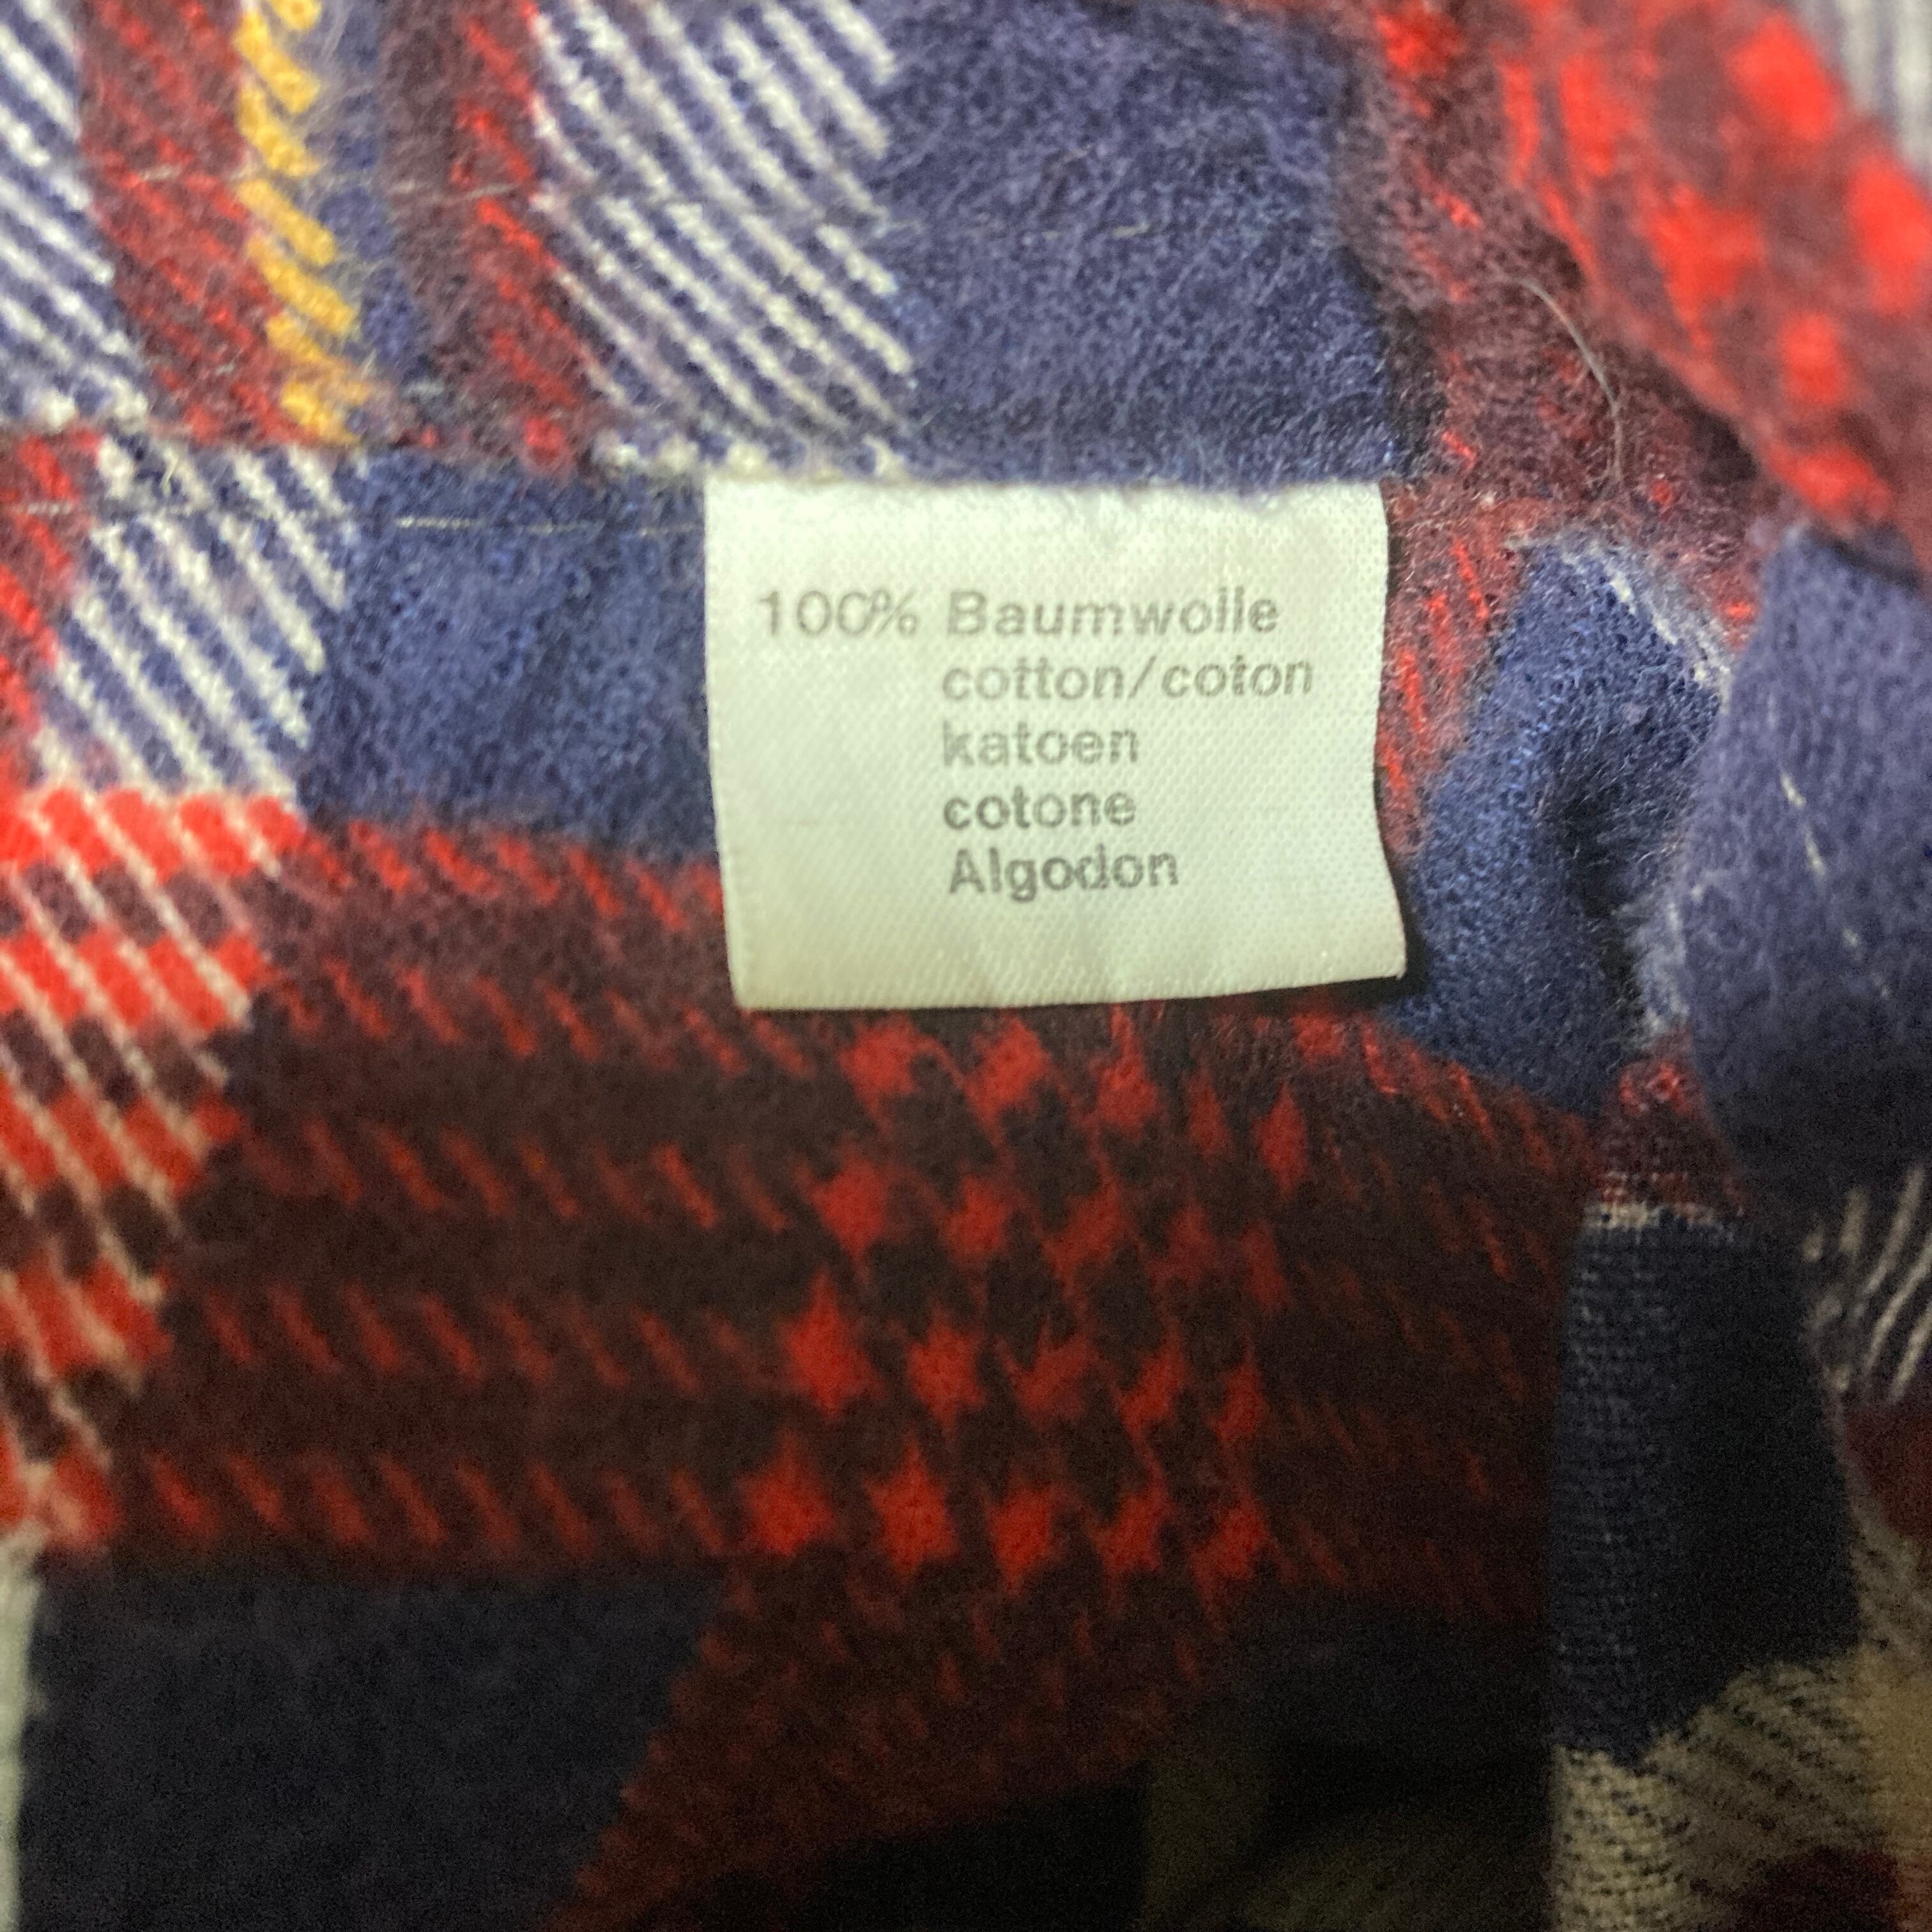 100% Baumwolle
cotton/coton
katoen
cotone
Algodon